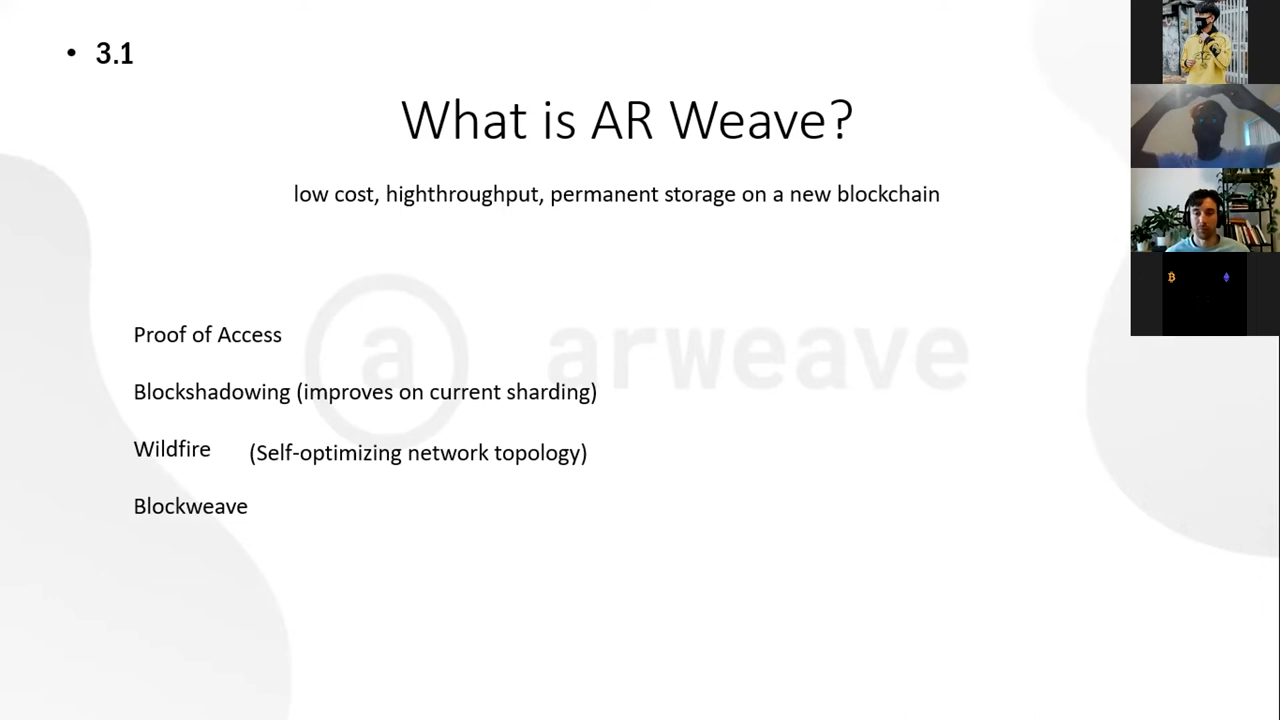 • 3.1
What is AR Weave?
low cost, highthroughput, permanent storage on a new blockchain
a arweave
Proof of Access
Blockshadowing (improves on current sharding)
Wildfire (Self-optimizing network topology)
Blockweave